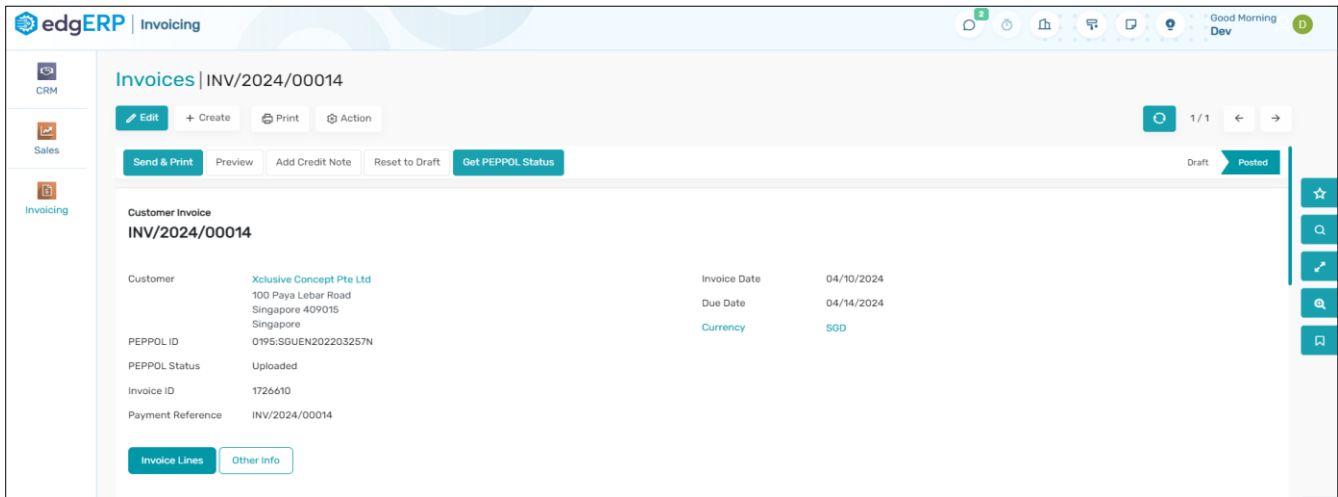 edgERP | Invoicing
2
Good Morning
Dev
D
CRM
Sales
Invoicing
Invoices | INV/2024/00014
Edit + Create Print Action
1 / 1 ← →
Send & Print Preview Add Credit Note Reset to Draft Get PEPPOL Status
Draft Posted
Customer Invoice
INV/2024/00014
Customer Xclusive Concept Pte Ltd
100 Paya Lebar Road
Singapore 409015
Singapore
PEPPOL ID 0195:SGUEN202203257N
PEPPOL Status Uploaded
Invoice ID 1726610
Payment Reference INV/2024/00014
Invoice Date 04/10/2024
Due Date 04/14/2024
Currency SGD
Invoice Lines Other Info